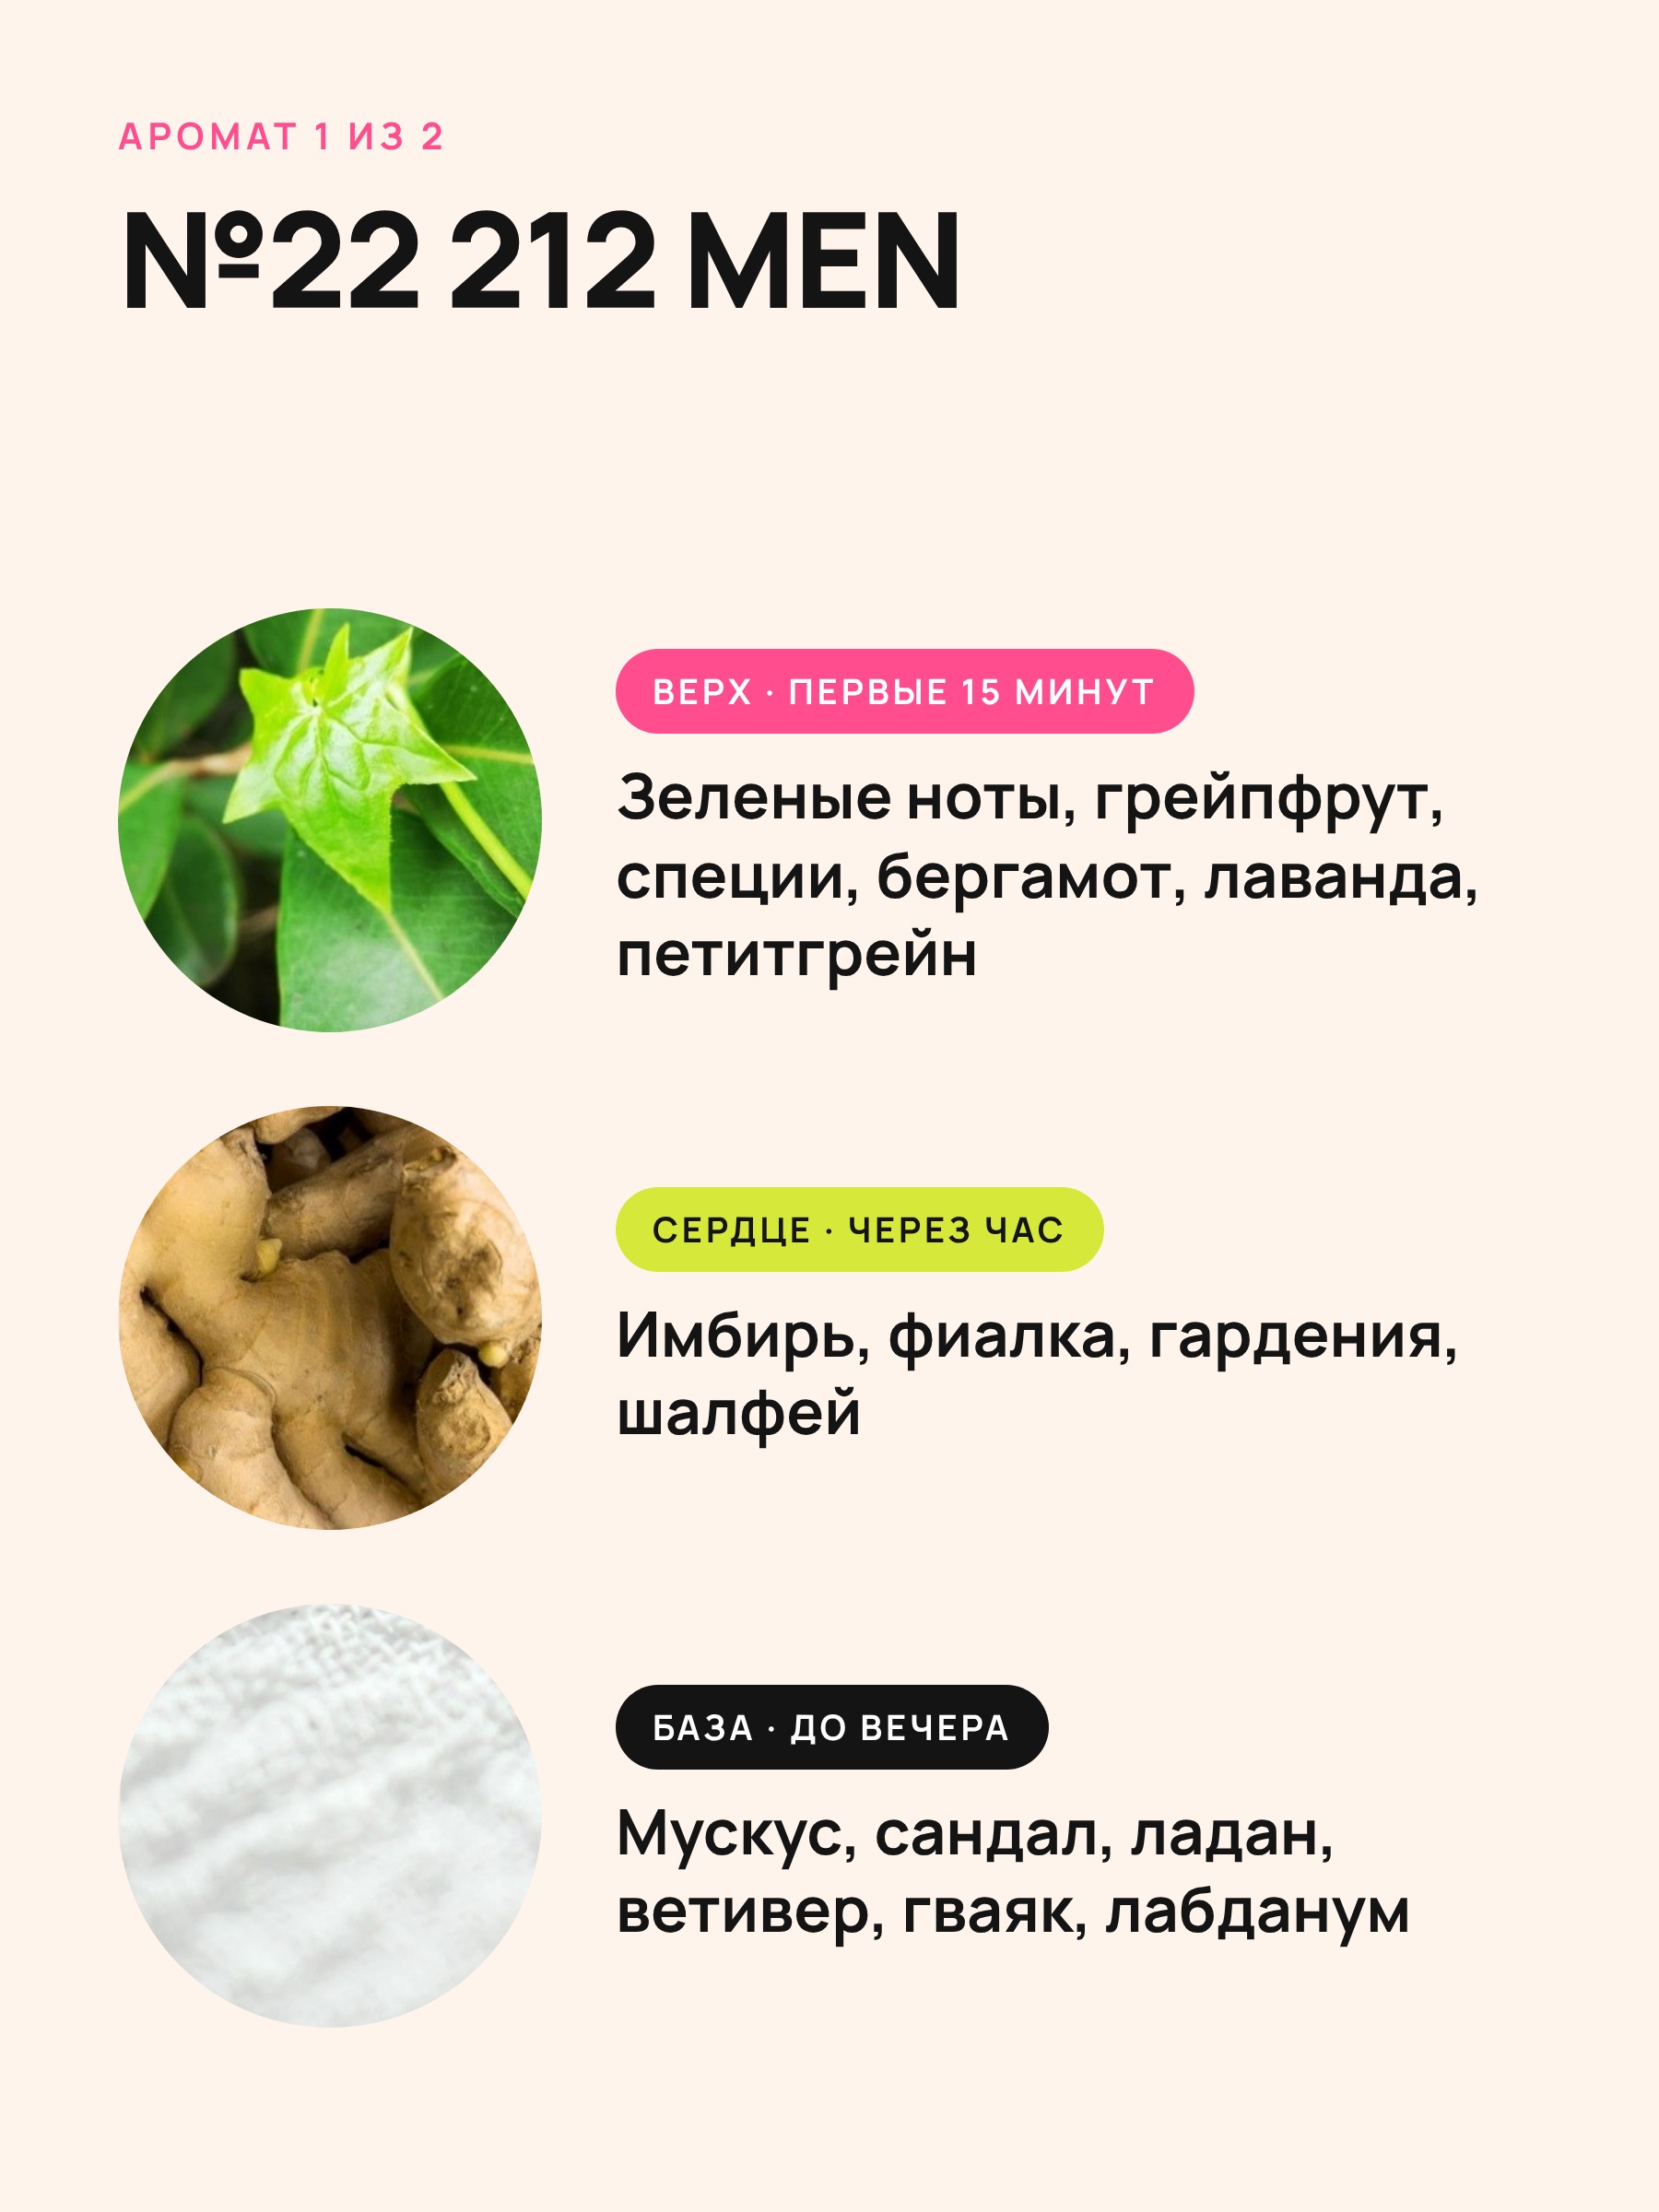 АРОМАТ 1 ИЗ 2
№22 212 MEN
ВЕРХ · ПЕРВЫЕ 15 МИНУТ
Зеленые ноты, грейпфрут,
специи, бергамот, лаванда,
петитгрейн
СЕРДЦЕ · ЧЕРЕЗ ЧАС
Имбирь, фиалка, гардения,
шалфей
БАЗА · ДО ВЕЧЕРА
Мускус, сандал, ладан,
ветивер, гваяк, лабданум